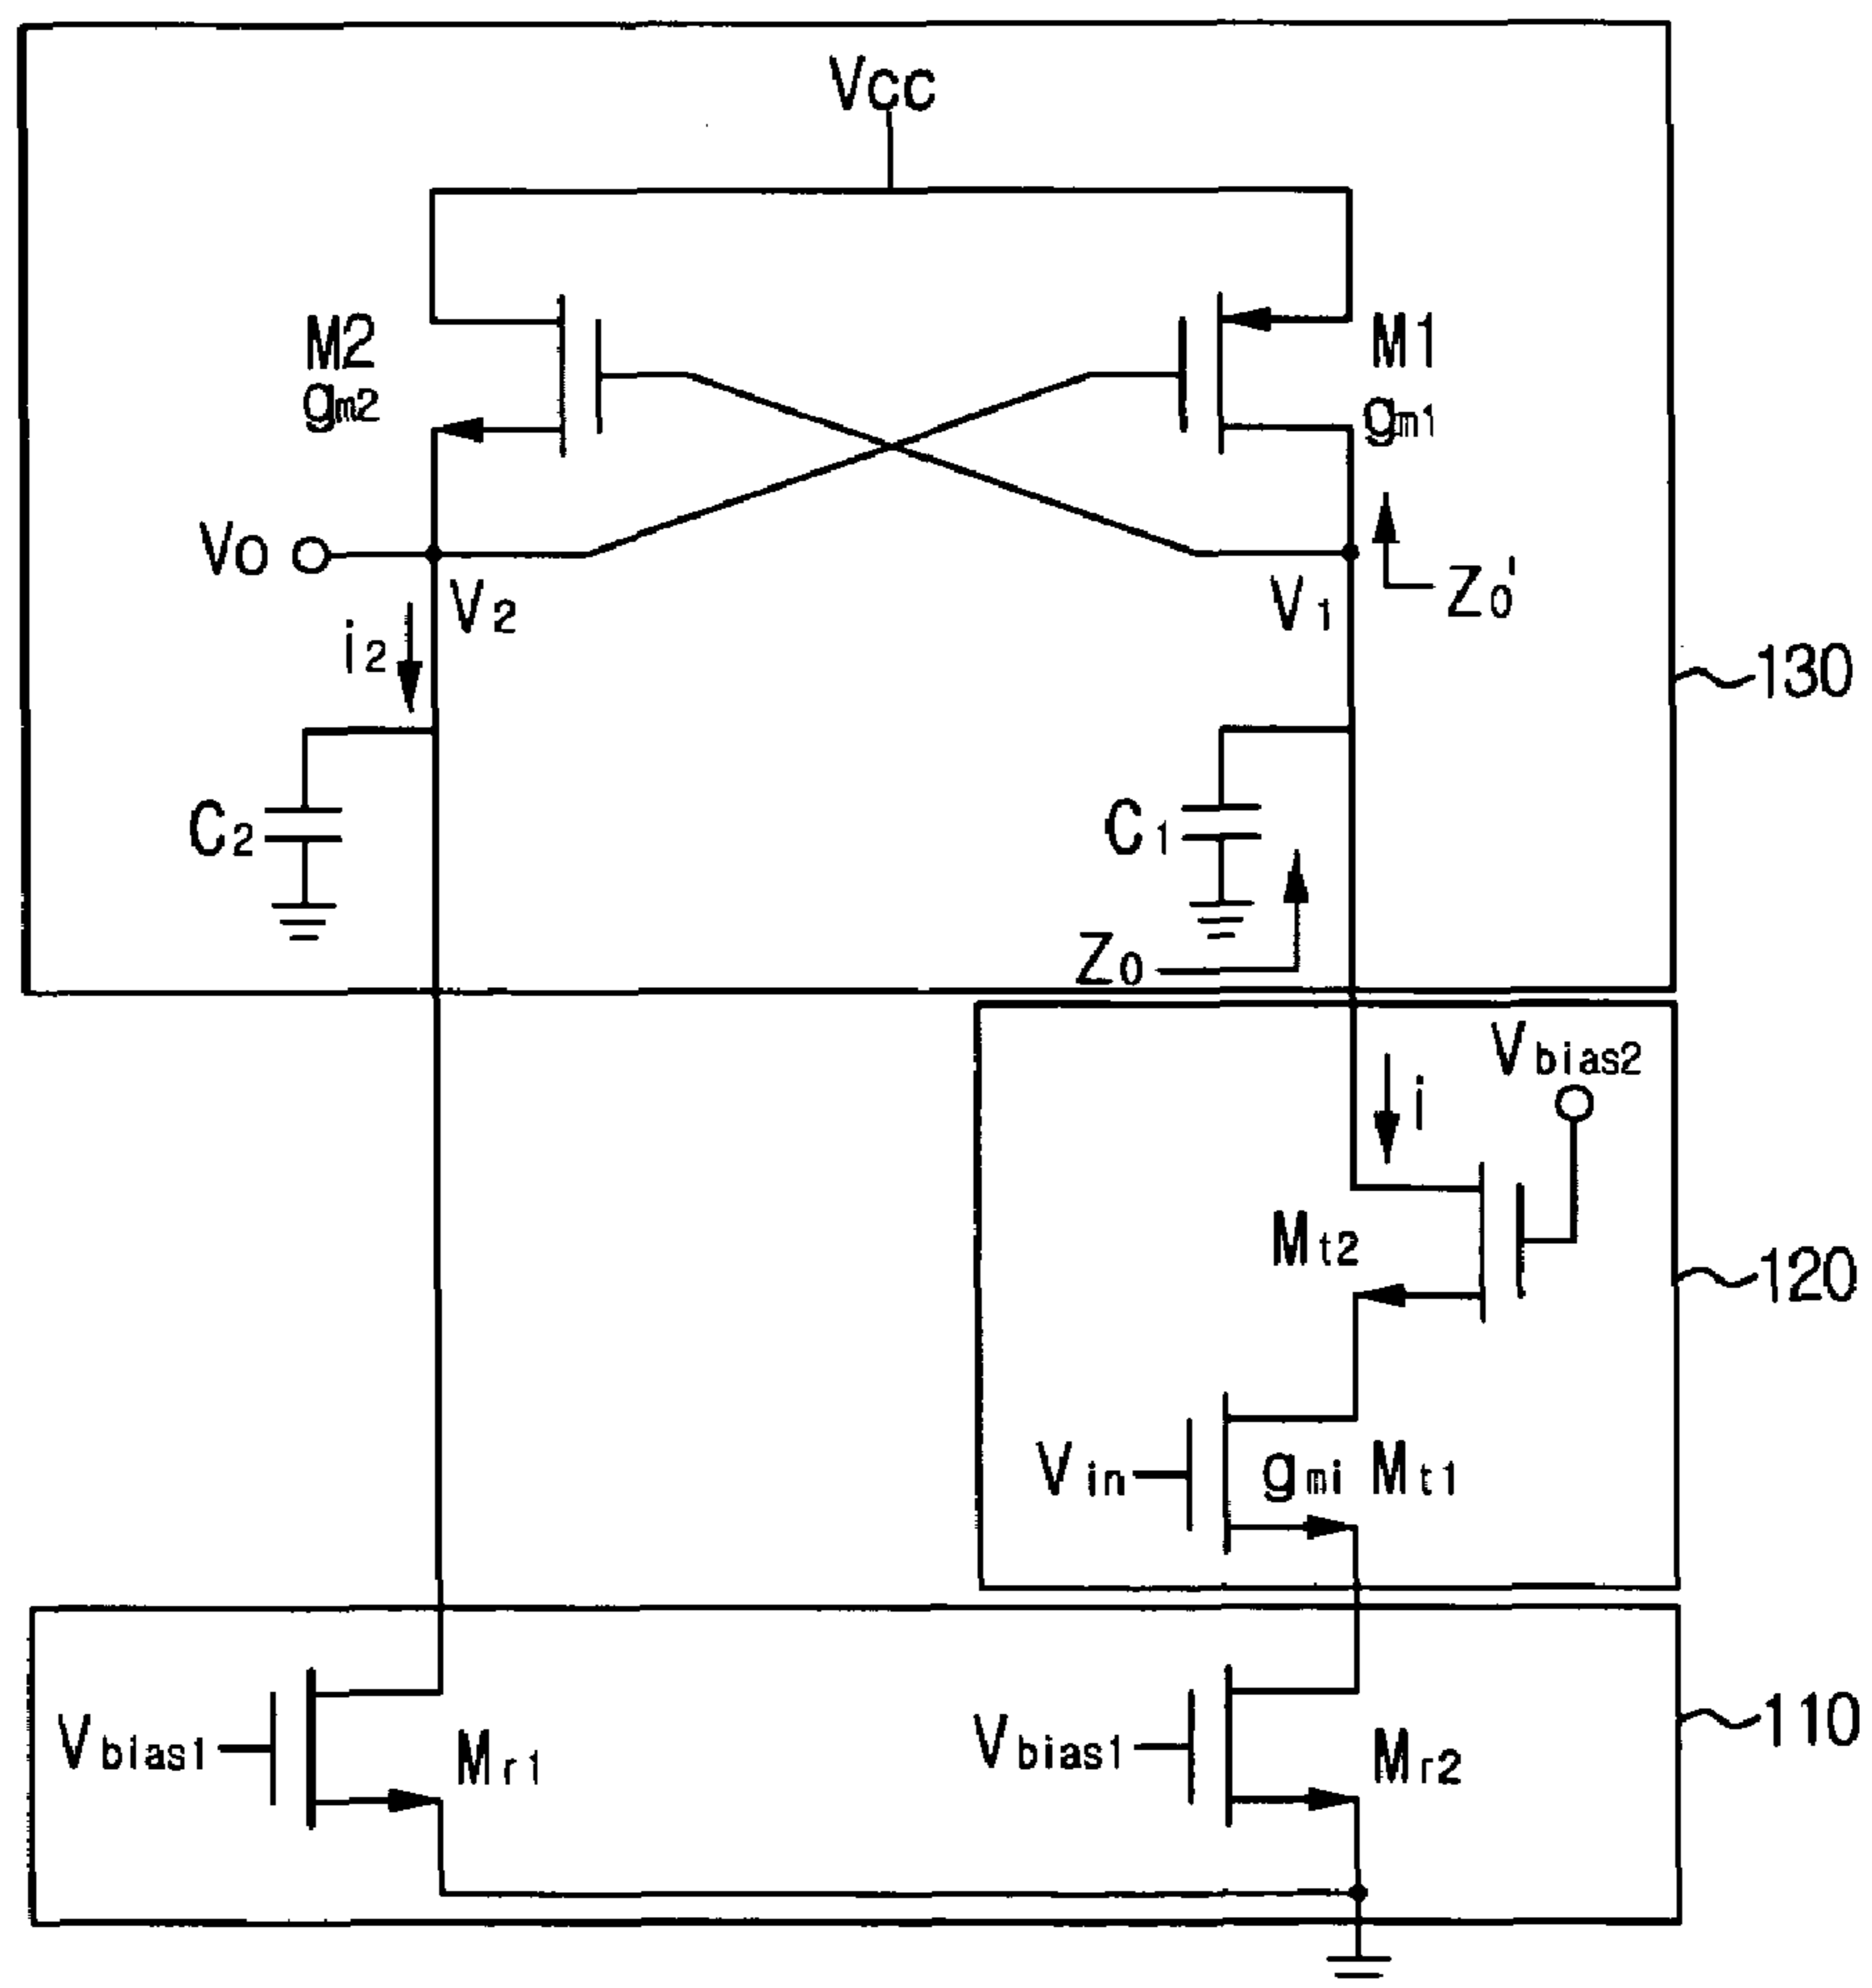 Vcc
M2
gm2
M1
gm1
Vo
V2
V1
Zo'
i2
130
C2
C1
Zo
Vbias2
i
Mt2
120
Vin
gmi Mt1
Vbias1
Mr1
Vbias1
Mr2
110